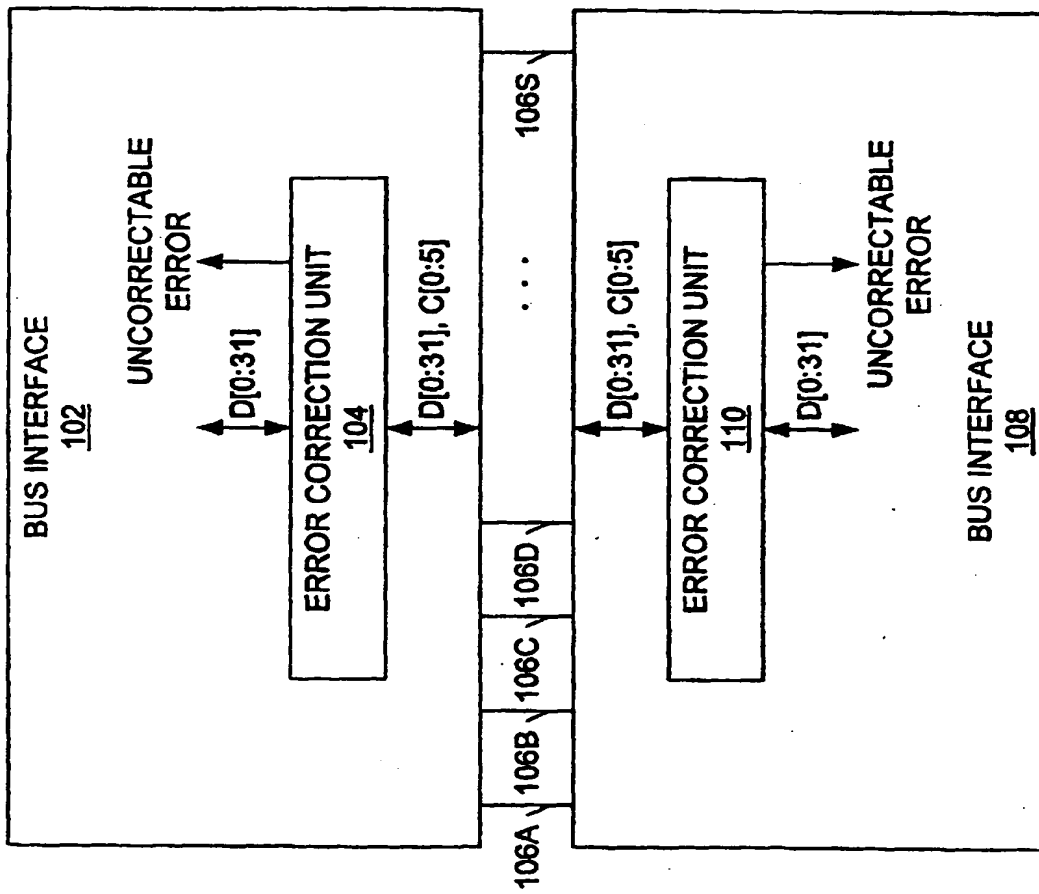 BUS INTERFACE
102
UNCORRECTABLE
ERROR
D[0:31]
ERROR CORRECTION UNIT
104
D[0:31], C[0:5]
106A
106B
106C
106D
. . .
106S
D[0:31], C[0:5]
ERROR CORRECTION UNIT
110
D[0:31]
UNCORRECTABLE
ERROR
BUS INTERFACE
108